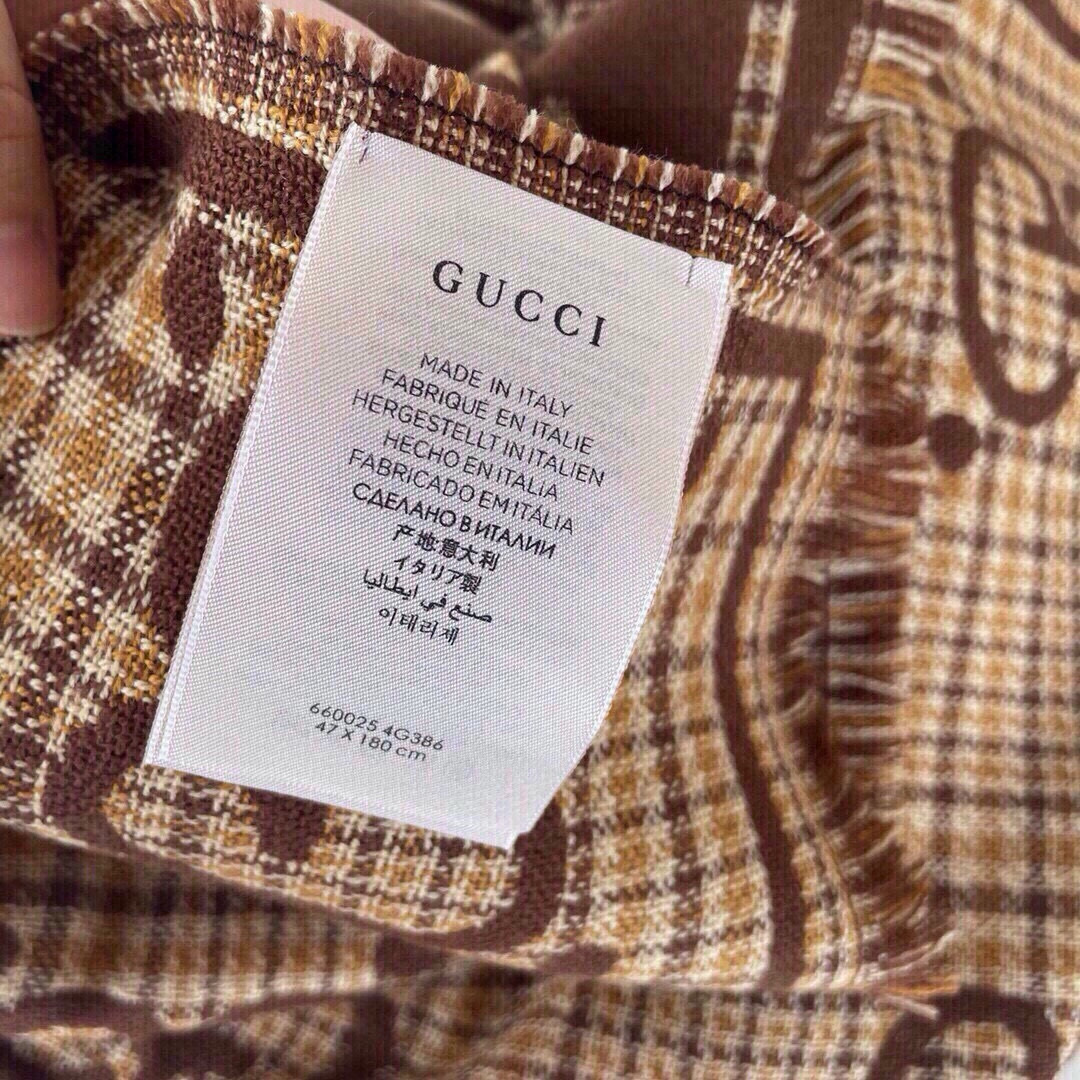 GUCCI
MADE IN ITALY
FABRIQUE EN ITALIE
HERGESTELLT IN ITALIEN
HECHO EN ITALIA
FABRICADO EM ITALIA
СДЕЛАНО В ИТАЛИИ
产地意大利
イタリア製
صنع في ايطاليا
이태리제
660025 4G386
47 X 180 cm